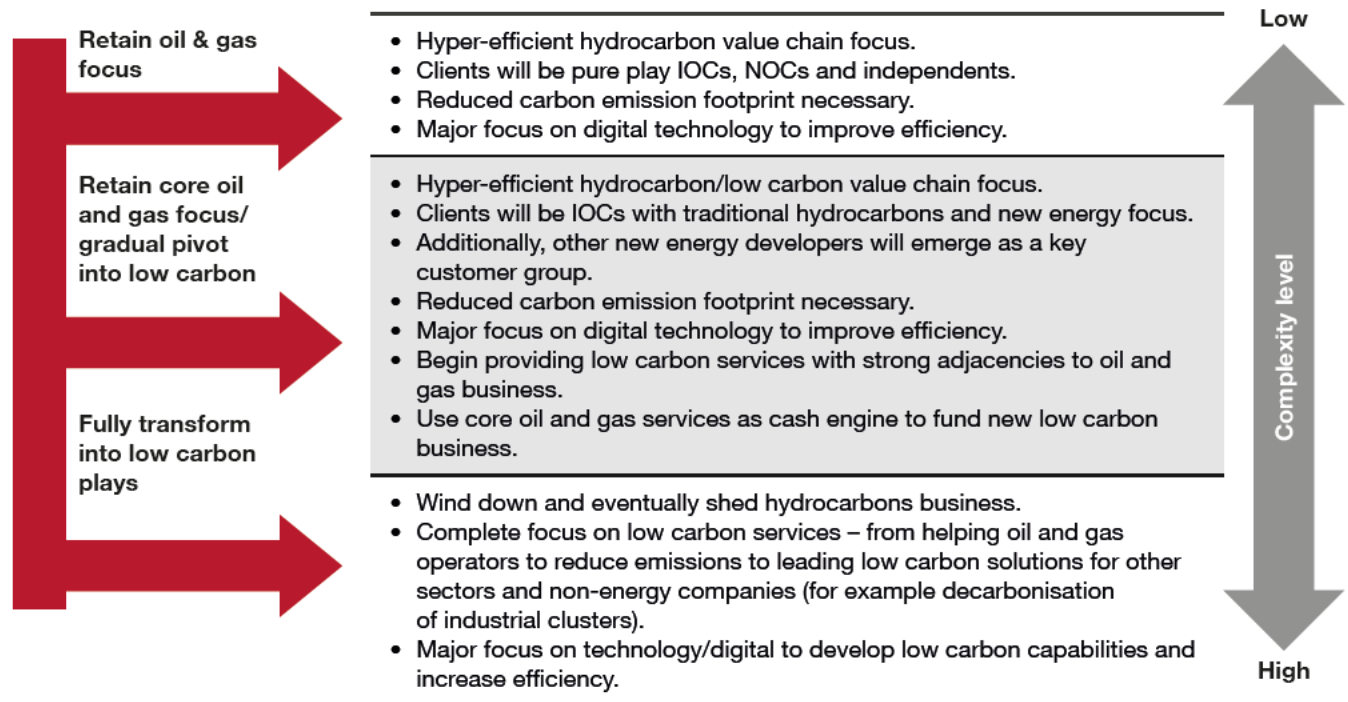 Retain oil & gas
focus
• Hyper-efficient hydrocarbon value chain focus.
• Clients will be pure play IOCs, NOCs and independents.
• Reduced carbon emission footprint necessary.
• Major focus on digital technology to improve efficiency.
Retain core oil
and gas focus/
gradual pivot
into low carbon
• Hyper-efficient hydrocarbon/low carbon value chain focus.
• Clients will be IOCs with traditional hydrocarbons and new energy focus.
• Additionally, other new energy developers will emerge as a key
customer group.
• Reduced carbon emission footprint necessary.
• Major focus on digital technology to improve efficiency.
• Begin providing low carbon services with strong adjacencies to oil and
gas business.
• Use core oil and gas services as cash engine to fund new low carbon
business.
Fully transform
into low carbon
plays
• Wind down and eventually shed hydrocarbons business.
• Complete focus on low carbon services – from helping oil and gas
operators to reduce emissions to leading low carbon solutions for other
sectors and non-energy companies (for example decarbonisation
of industrial clusters).
• Major focus on technology/digital to develop low carbon capabilities and
increase efficiency.
Low
Complexity level
High